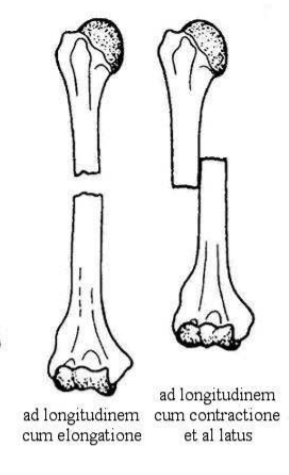 ad longitudinem
cum elongatione
ad longitudinem
cum contractione
et al latus